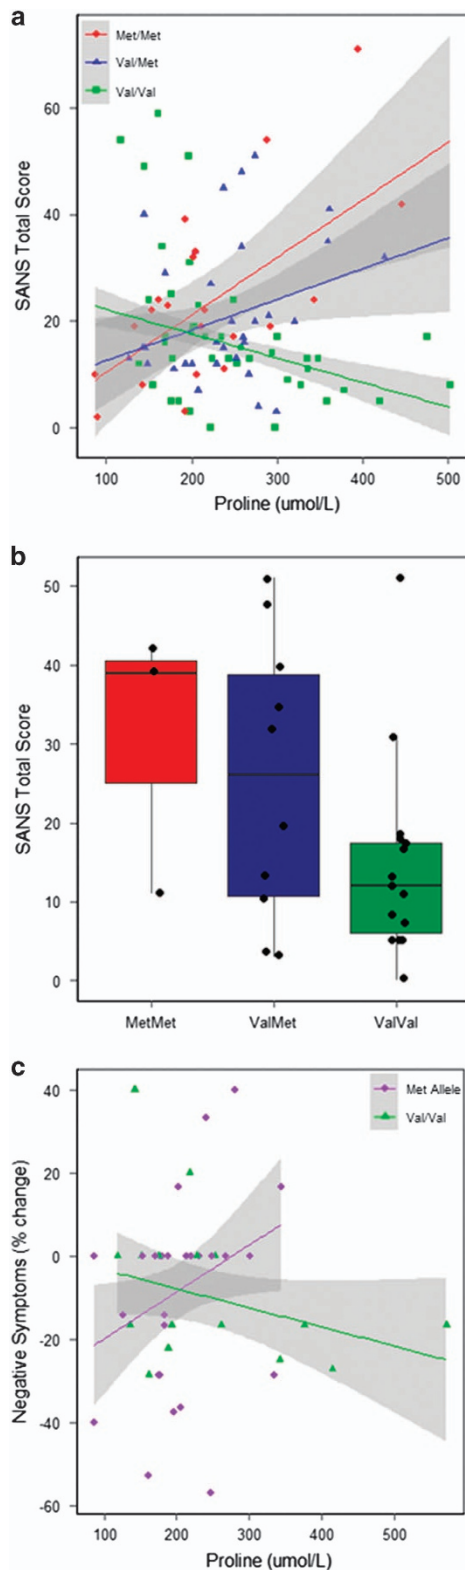 a
Met/Met
Val/Met
Val/Val
SANS Total Score
60
40
20
0
100 200 300 400 500
Proline (umol/L)
b
SANS Total Score
50
40
30
20
10
0
MetMet ValMet ValVal
c
Met Allele
Val/Val
Negative Symptoms (% change)
40
20
0
-20
-40
-60
100 200 300 400 500
Proline (umol/L)